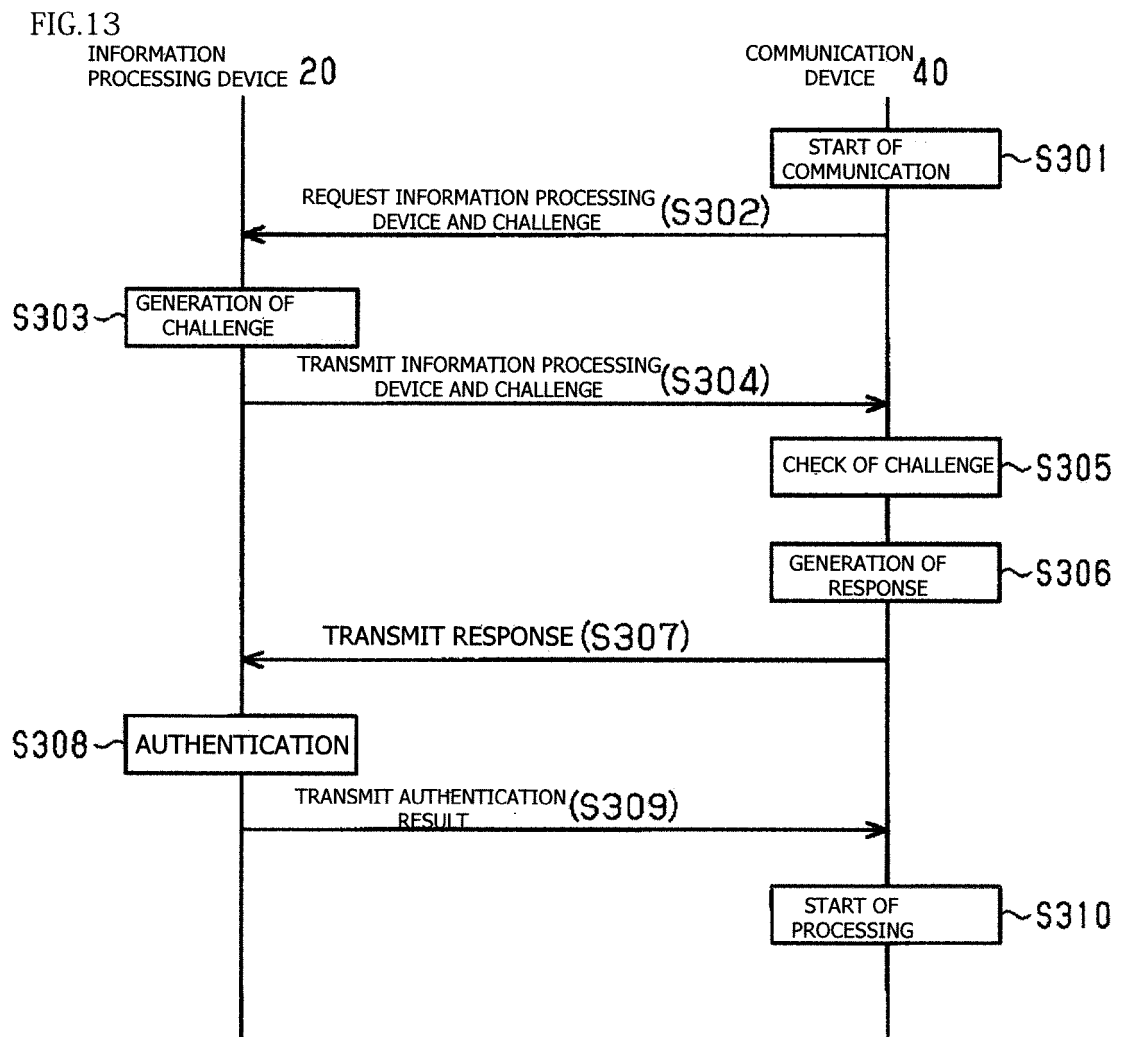 FIG.13
INFORMATION
PROCESSING DEVICE 20
COMMUNICATION
DEVICE 40
START OF
COMMUNICATION
S301
REQUEST INFORMATION PROCESSING
DEVICE AND CHALLENGE (S302)
S303
GENERATION OF
CHALLENGE
TRANSMIT INFORMATION PROCESSING
DEVICE AND CHALLENGE (S304)
CHECK OF CHALLENGE
S305
GENERATION OF
RESPONSE
S306
TRANSMIT RESPONSE (S307)
S308
AUTHENTICATION
TRANSMIT AUTHENTICATION
RESULT (S309)
START OF
PROCESSING
S310